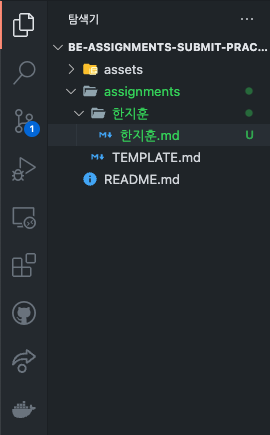 탐색기
BE-ASSIGNMENTS-SUBMIT-PRAC...
assets
assignments
한지훈
한지훈.md
U
TEMPLATE.md
README.md
1